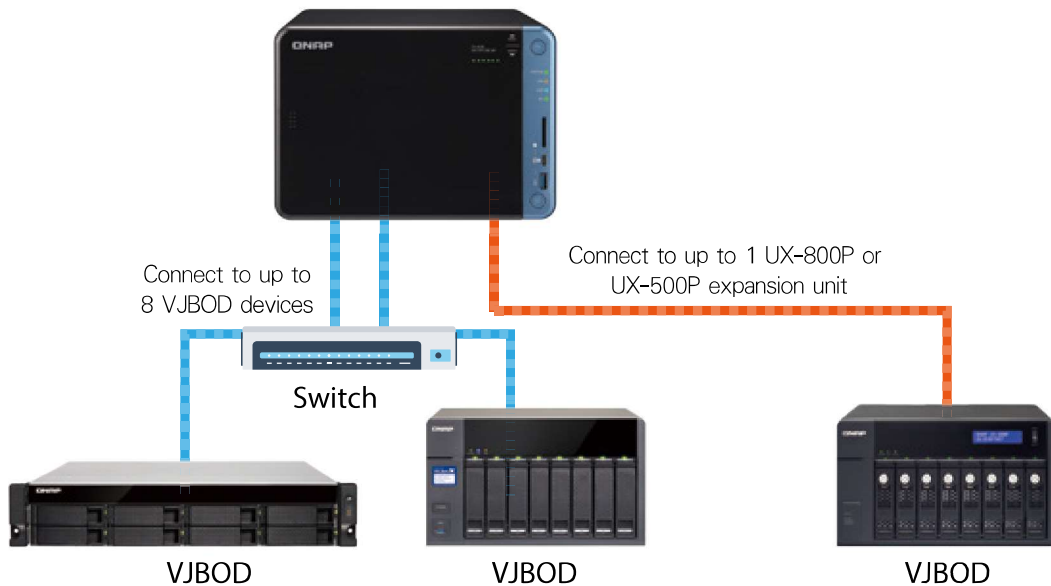 QNAP
Connect to up to
8 VJBOD devices
Connect to up to 1 UX-800P or
UX-500P expansion unit
Switch
QNAP
QNAP
QNAP
VJBOD
VJBOD
VJBOD